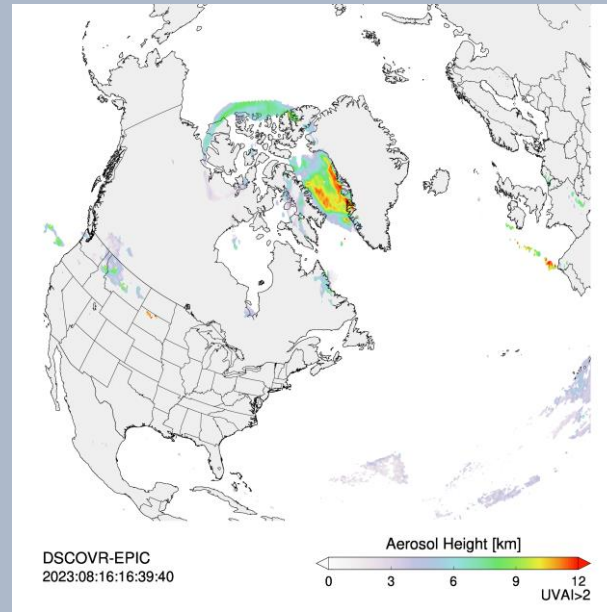 DSCOVR-EPIC
2023:08:16:16:39:40
Aerosol Height [km]
0 3 6 9 12
UVAI>2